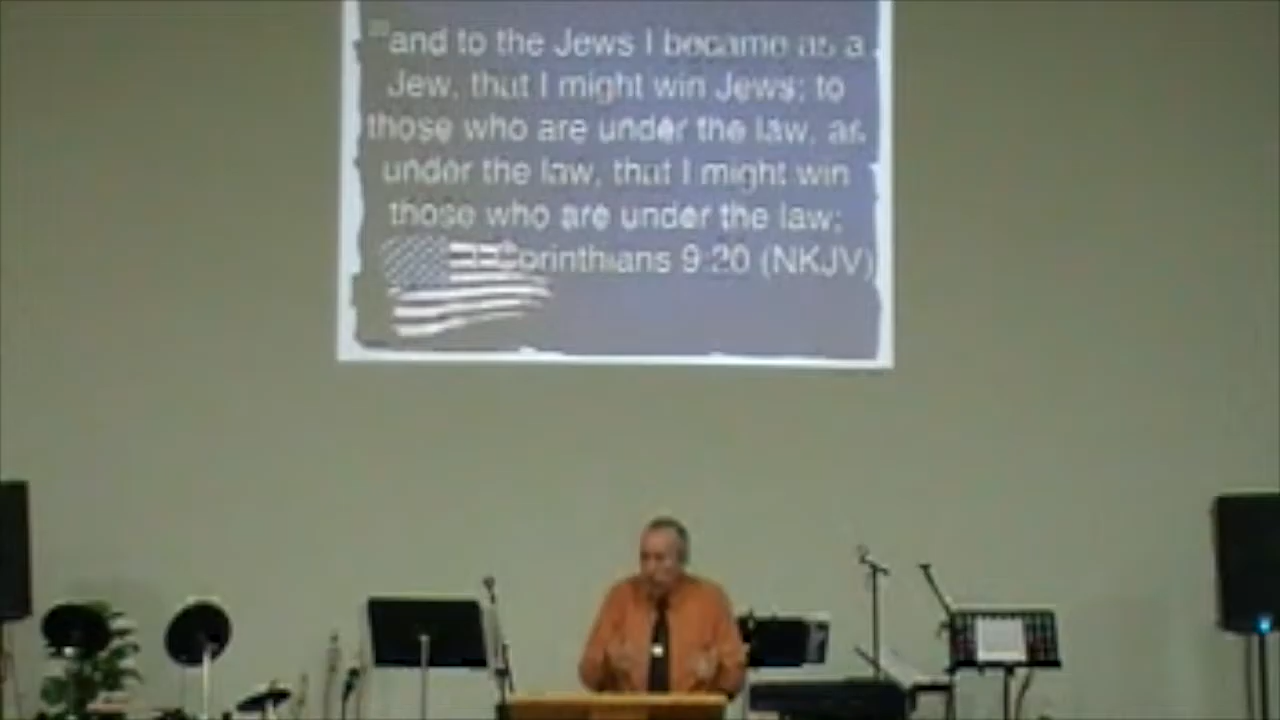 and to the Jews I became as a
Jew, that I might win Jews; to
those who are under the law, as
under the law, that I might win
those who are under the law;
Corinthians 9:20 (NKJV)